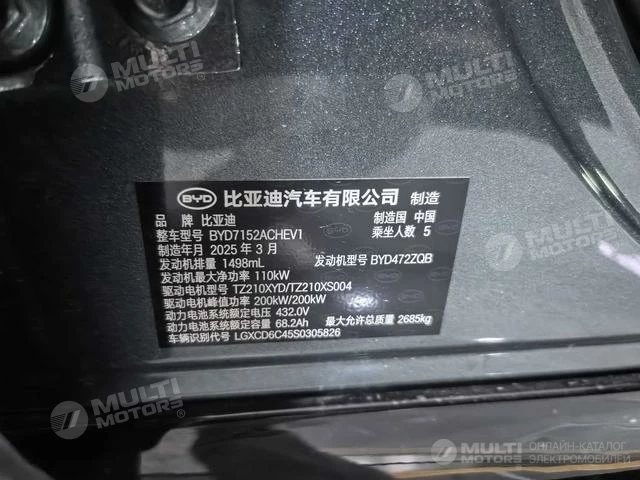 MULTI
MOTORS
MULTI
MOTORS
BYD 比亚迪汽车有限公司 制造
品 牌 比亚迪 制造国 中国
整车型号 BYD7152ACHEV1 乘坐人数 5
制造年月 2025 年 3 月
发动机排量 1498mL 发动机型号 BYD472ZQB
发动机最大净功率 110kW
驱动电机型号 TZ210XYD/TZ210XS004
驱动电机峰值功率 200kW/200kW
动力电池系统额定电压 432.0V
动力电池系统额定容量 68.2Ah 最大允许总质量 2685kg
车辆识别代号 LGXCD6C45S0305826
MULTI
MOTORS
MULTI
MOTORS
ОНЛАЙН-КАТАЛОГ
ЭЛЕКТРОМОБИЛЕЙ